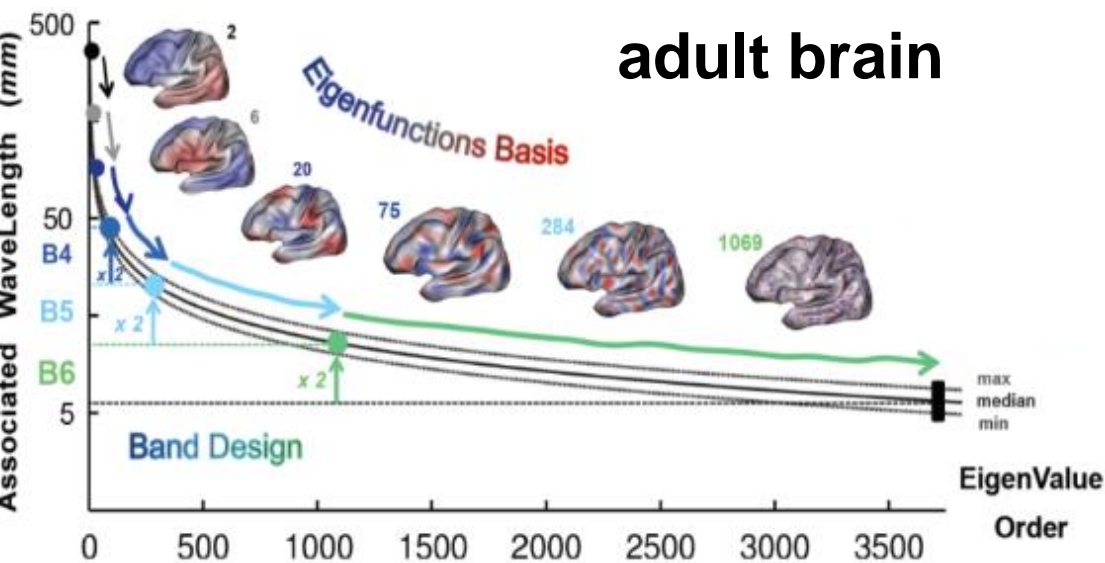 adult brain
Eigenfunctions Basis
Associated WaveLength (mm)
500
50
5
B4
B5
B6
2
6
20
75
284
1069
x 2
x 2
x 2
max
median
min
Band Design
EigenValue
Order
0 500 1000 1500 2000 2500 3000 3500